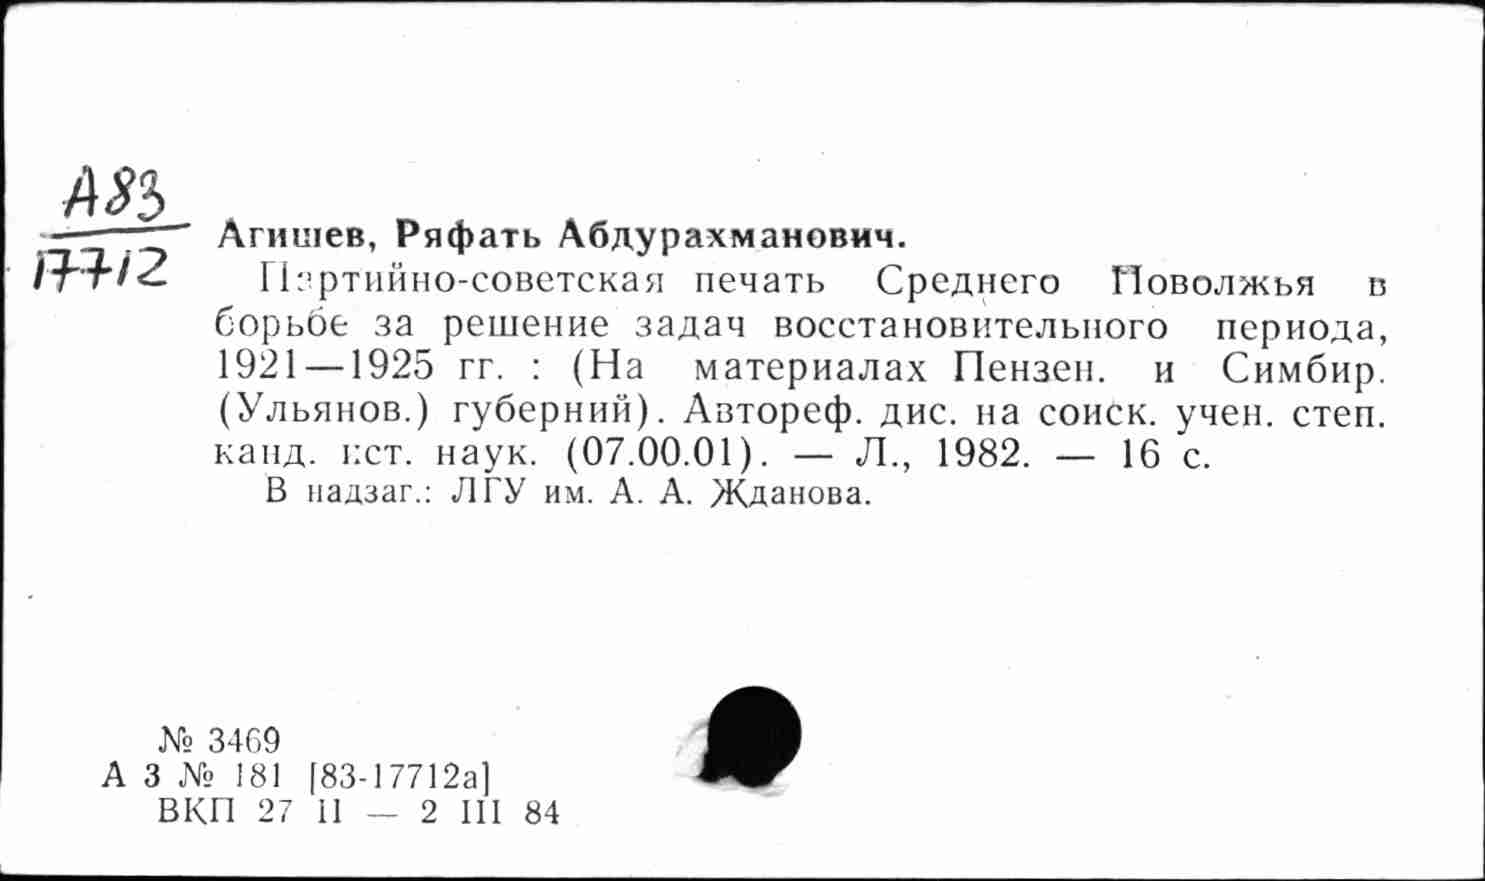 А83
17712
Агишев, Ряфать Абдурахманович.
Партийно-советская печать Среднего Поволжья в
борьбе за решение задач восстановительного периода,
1921—1925 гг. : (На материалах Пензен. и Симбир.
(Ульянов.) губерний). Автореф. дис. на соиск. учен. степ.
канд. ист. наук. (07.00.01). — Л., 1982. — 16 с.
В надзаг.: ЛГУ им. А. А. Жданова.
№ 3469
А 3 № 181 [83-17712а]
ВКП 27 II — 2 III 84